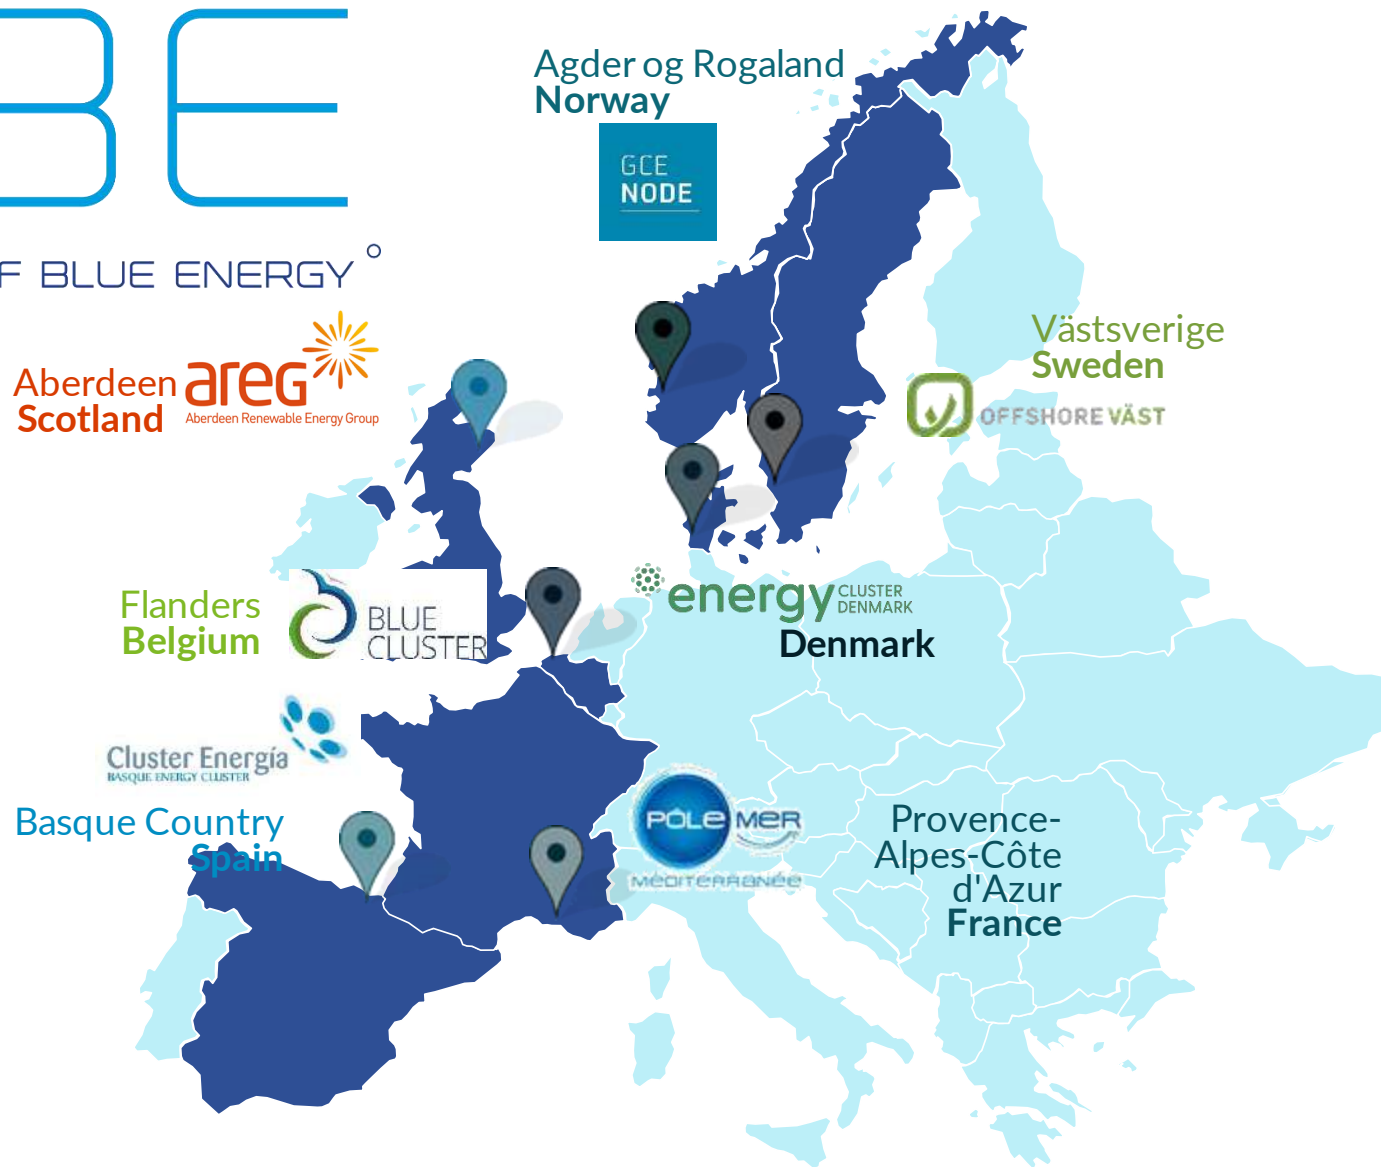 BE
F BLUE ENERGY
Agder og Rogaland
Norway
GCE
NODE
Aberdeen
Scotland
areg
Aberdeen Renewable Energy Group
Västsverige
Sweden
OFFSHORE VÄST
Flanders
Belgium
BLUE
CLUSTER
energy CLUSTER
DENMARK
Denmark
Cluster Energía
BASQUE ENERGY CLUSTER
Basque Country
Spain
PÔLE MER
MÉDITERRANÉE
Provence-
Alpes-Côte
d'Azur
France